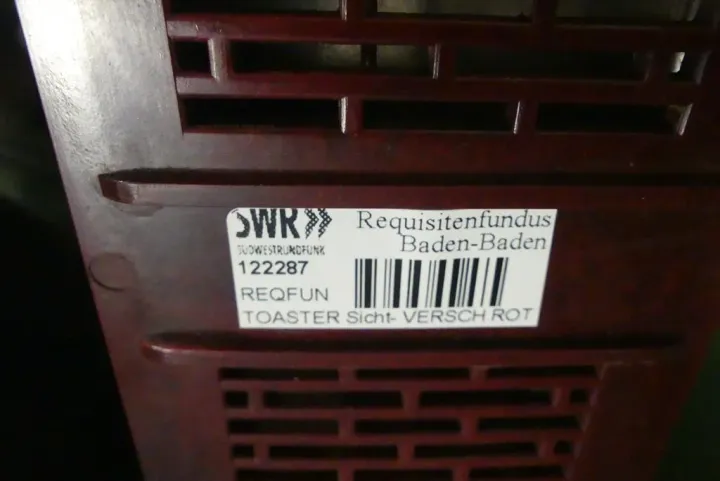 SWR
SÜDWESTRUNDFUNK
Requisitenfundus
Baden-Baden
122287
REQFUN
TOASTER Sicht- VERSCH ROT